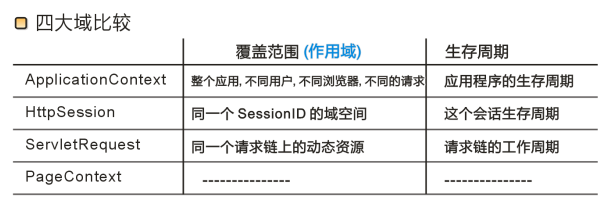 四大域比较
覆盖范围 (作用域) 生存周期
ApplicationContext 整个应用, 不同用户, 不同浏览器, 不同的请求 应用程序的生存周期
HttpSession 同一个 SessionID 的域空间 这个会话生存周期
ServletRequest 同一个请求链上的动态资源 请求链的工作周期
PageContext --------------- ---------------